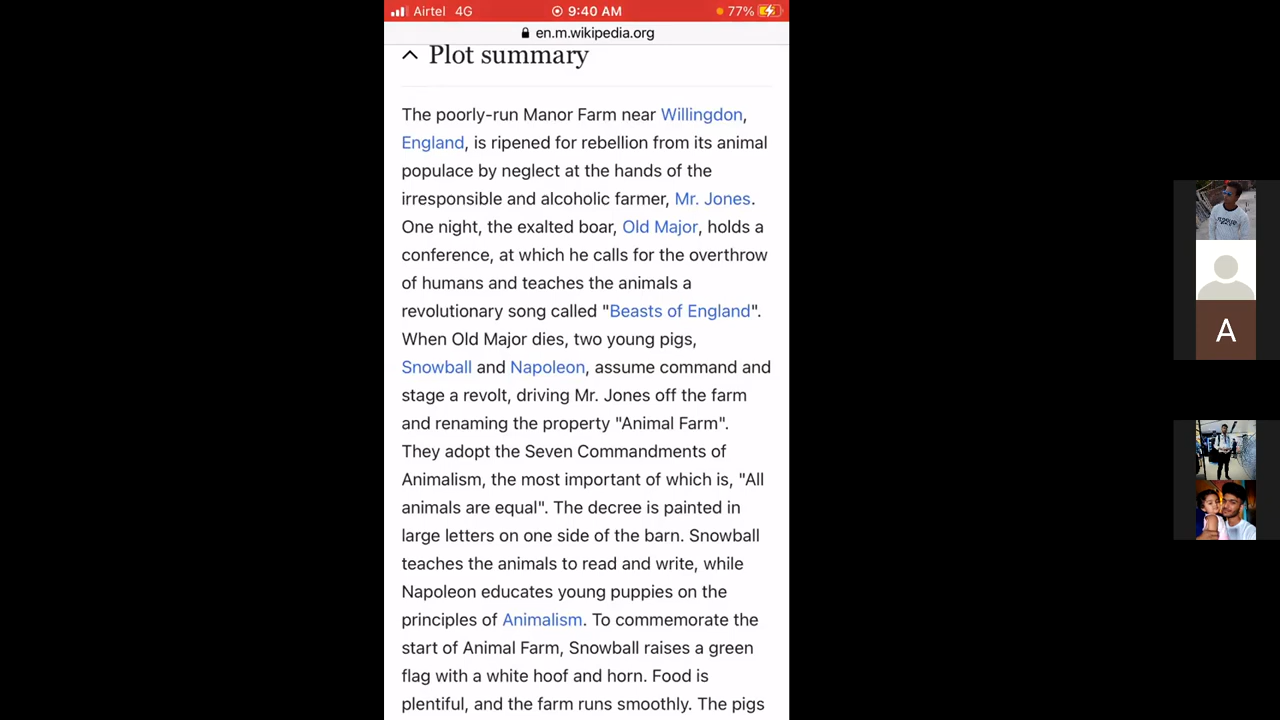 Airtel 4G 9:40 AM 77%
en.m.wikipedia.org
Plot summary
The poorly-run Manor Farm near Willingdon,
England, is ripened for rebellion from its animal
populace by neglect at the hands of the
irresponsible and alcoholic farmer, Mr. Jones.
One night, the exalted boar, Old Major, holds a
conference, at which he calls for the overthrow
of humans and teaches the animals a
revolutionary song called "Beasts of England".
When Old Major dies, two young pigs,
Snowball and Napoleon, assume command and
stage a revolt, driving Mr. Jones off the farm
and renaming the property "Animal Farm".
They adopt the Seven Commandments of
Animalism, the most important of which is, "All
animals are equal". The decree is painted in
large letters on one side of the barn. Snowball
teaches the animals to read and write, while
Napoleon educates young puppies on the
principles of Animalism. To commemorate the
start of Animal Farm, Snowball raises a green
flag with a white hoof and horn. Food is
plentiful, and the farm runs smoothly. The pigs
A